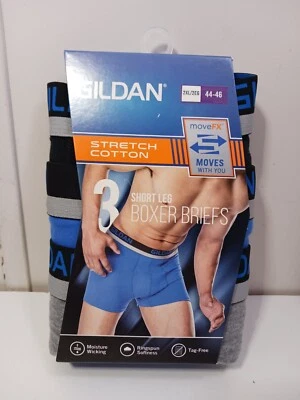 GILDAN®
2XL/2EG 44-46
moveFX
MOVES
WITH YOU
STRETCH
COTTON
3
SHORT LEG
BOXER BRIEFS
Moisture
Wicking
Ringspun
Softness
Tag-Free
DAN